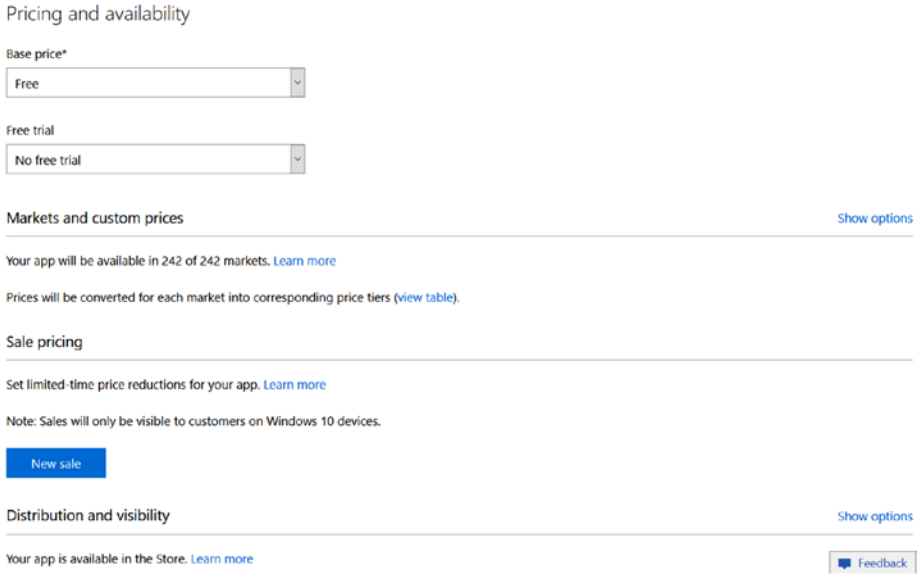 Pricing and availability
Base price*
Free
Free trial
No free trial
Markets and custom prices
Show options
Your app will be available in 242 of 242 markets. Learn more
Prices will be converted for each market into corresponding price tiers (view table).
Sale pricing
Set limited-time price reductions for your app. Learn more
Note: Sales will only be visible to customers on Windows 10 devices.
New sale
Distribution and visibility
Show options
Your app is available in the Store. Learn more
Feedback